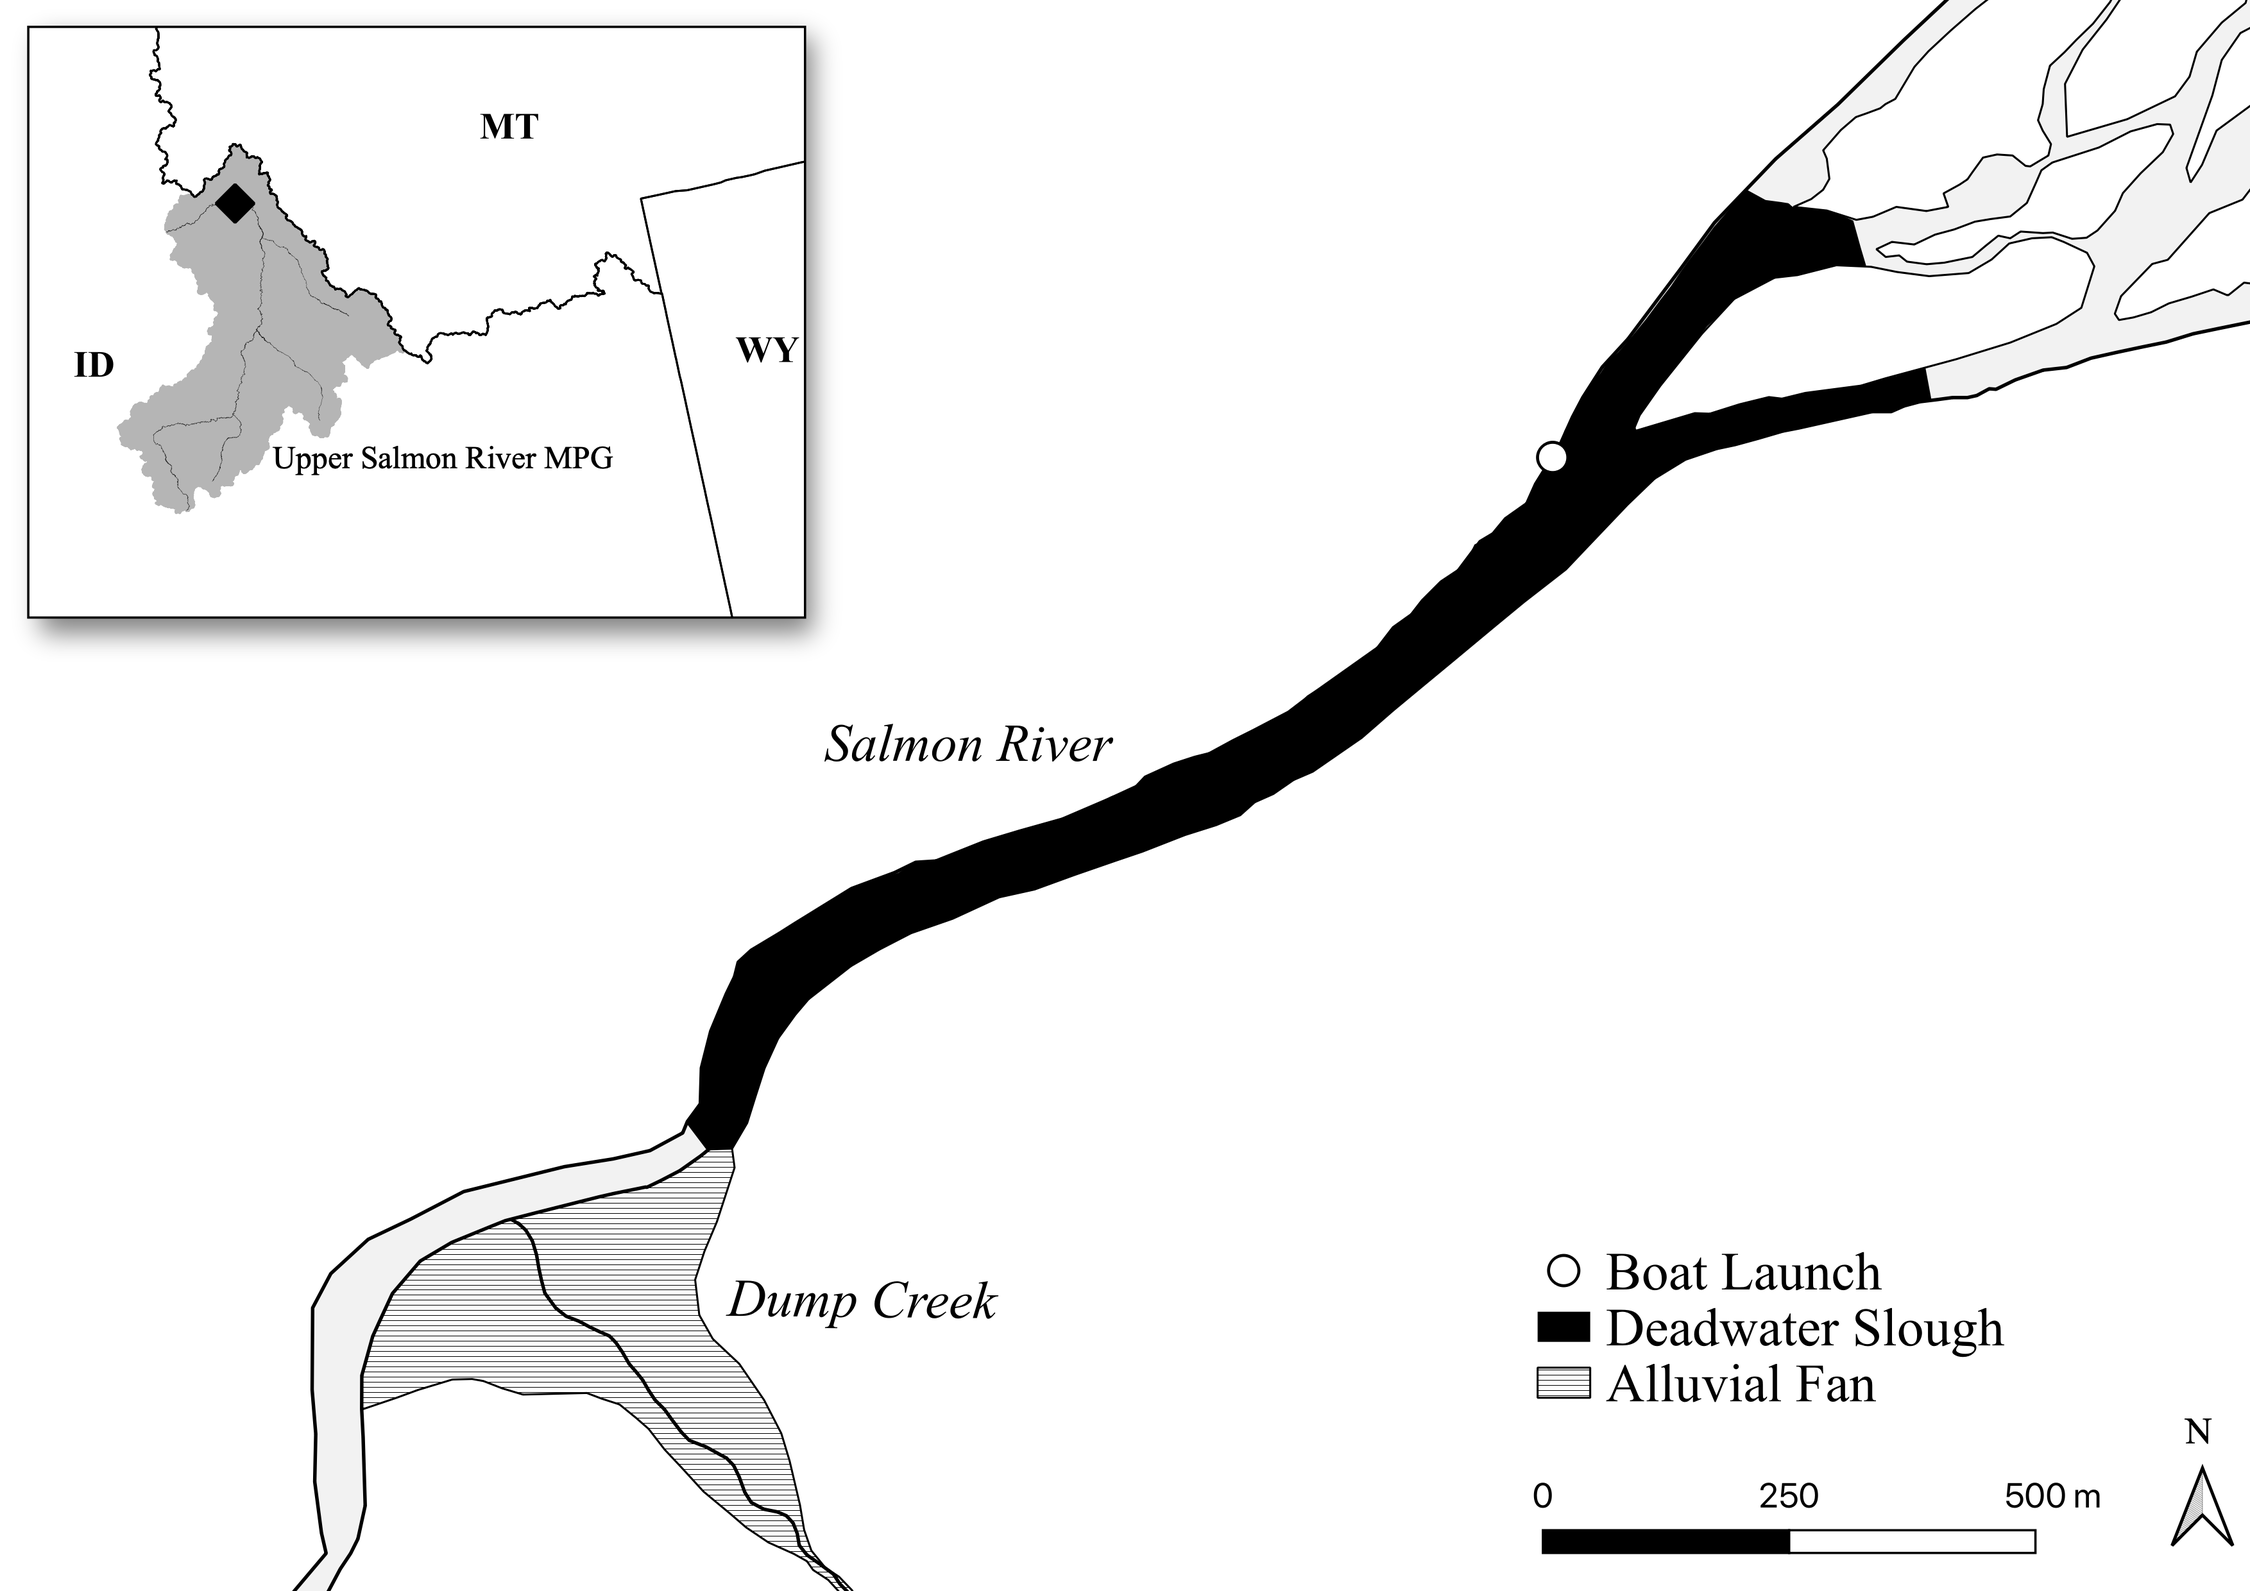 MT
ID
WY
Upper Salmon River MPG
Salmon River
Dump Creek
Boat Launch
Deadwater Slough
Alluvial Fan
N
0 250 500 m